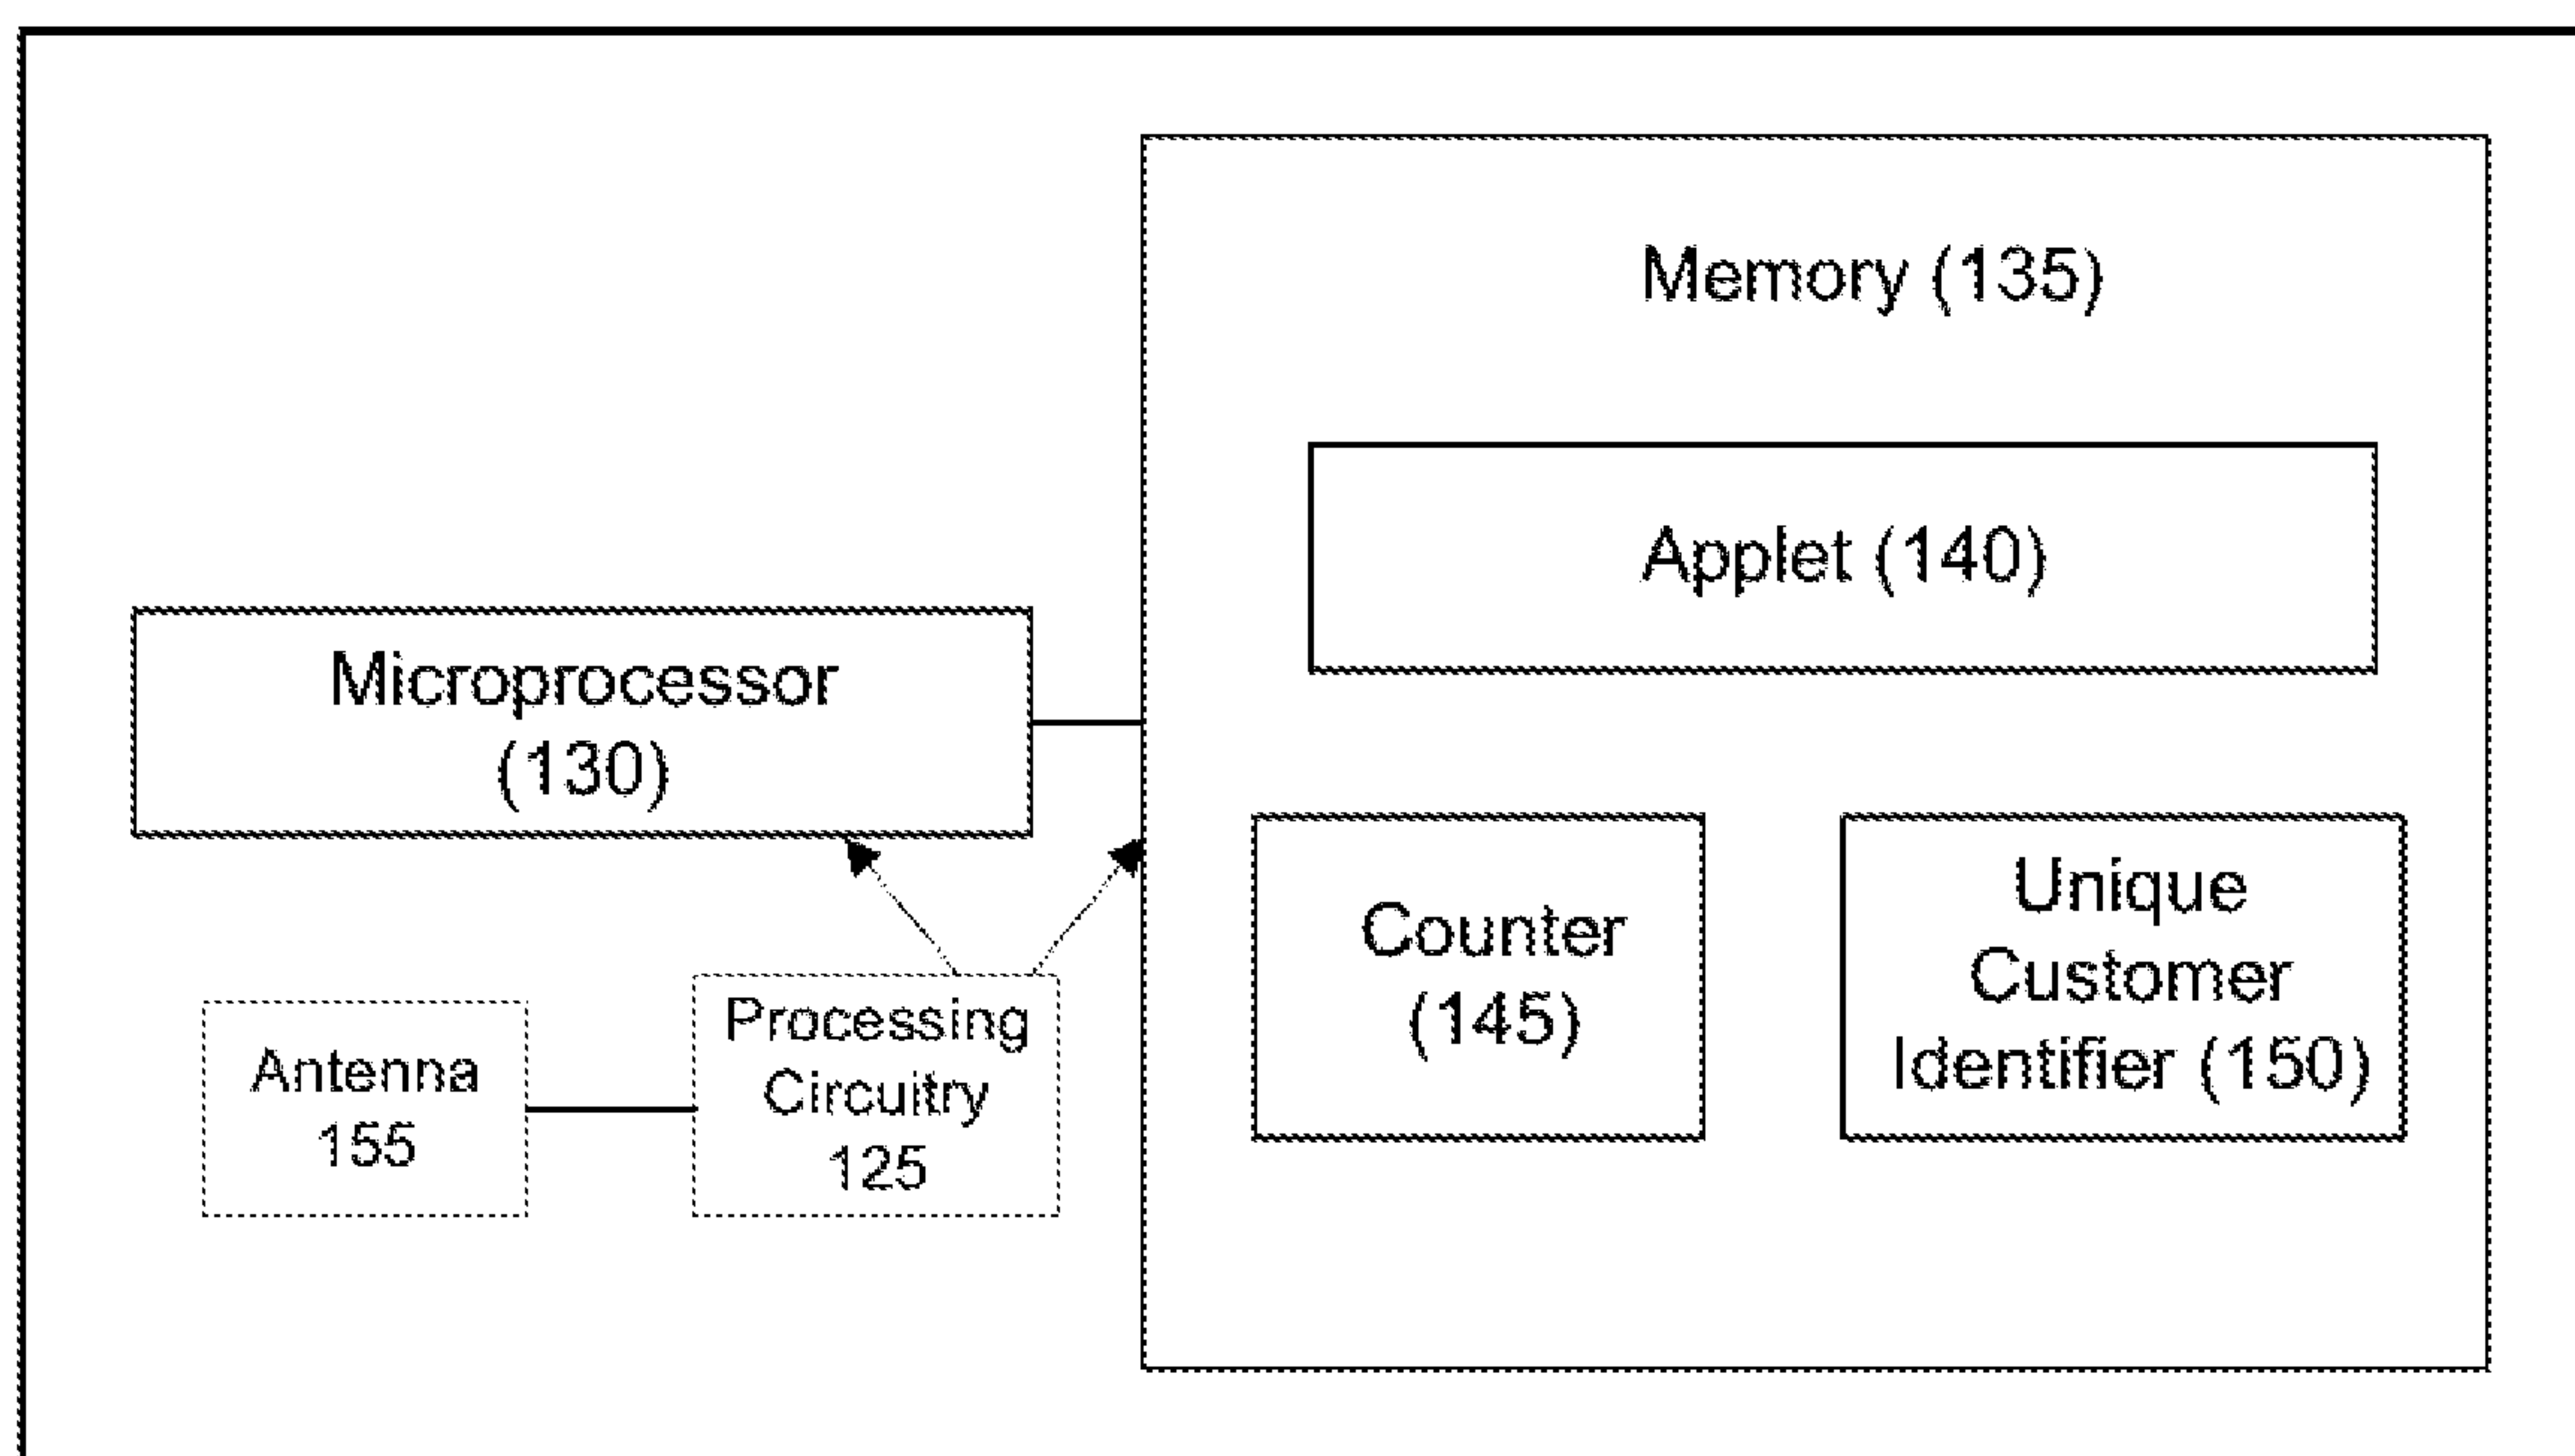 Memory (135)
Applet (140)
Microprocessor
(130)
Counter
(145)
Unique
Customer
Identifier (150)
Antenna
155
Processing
Circuitry
125